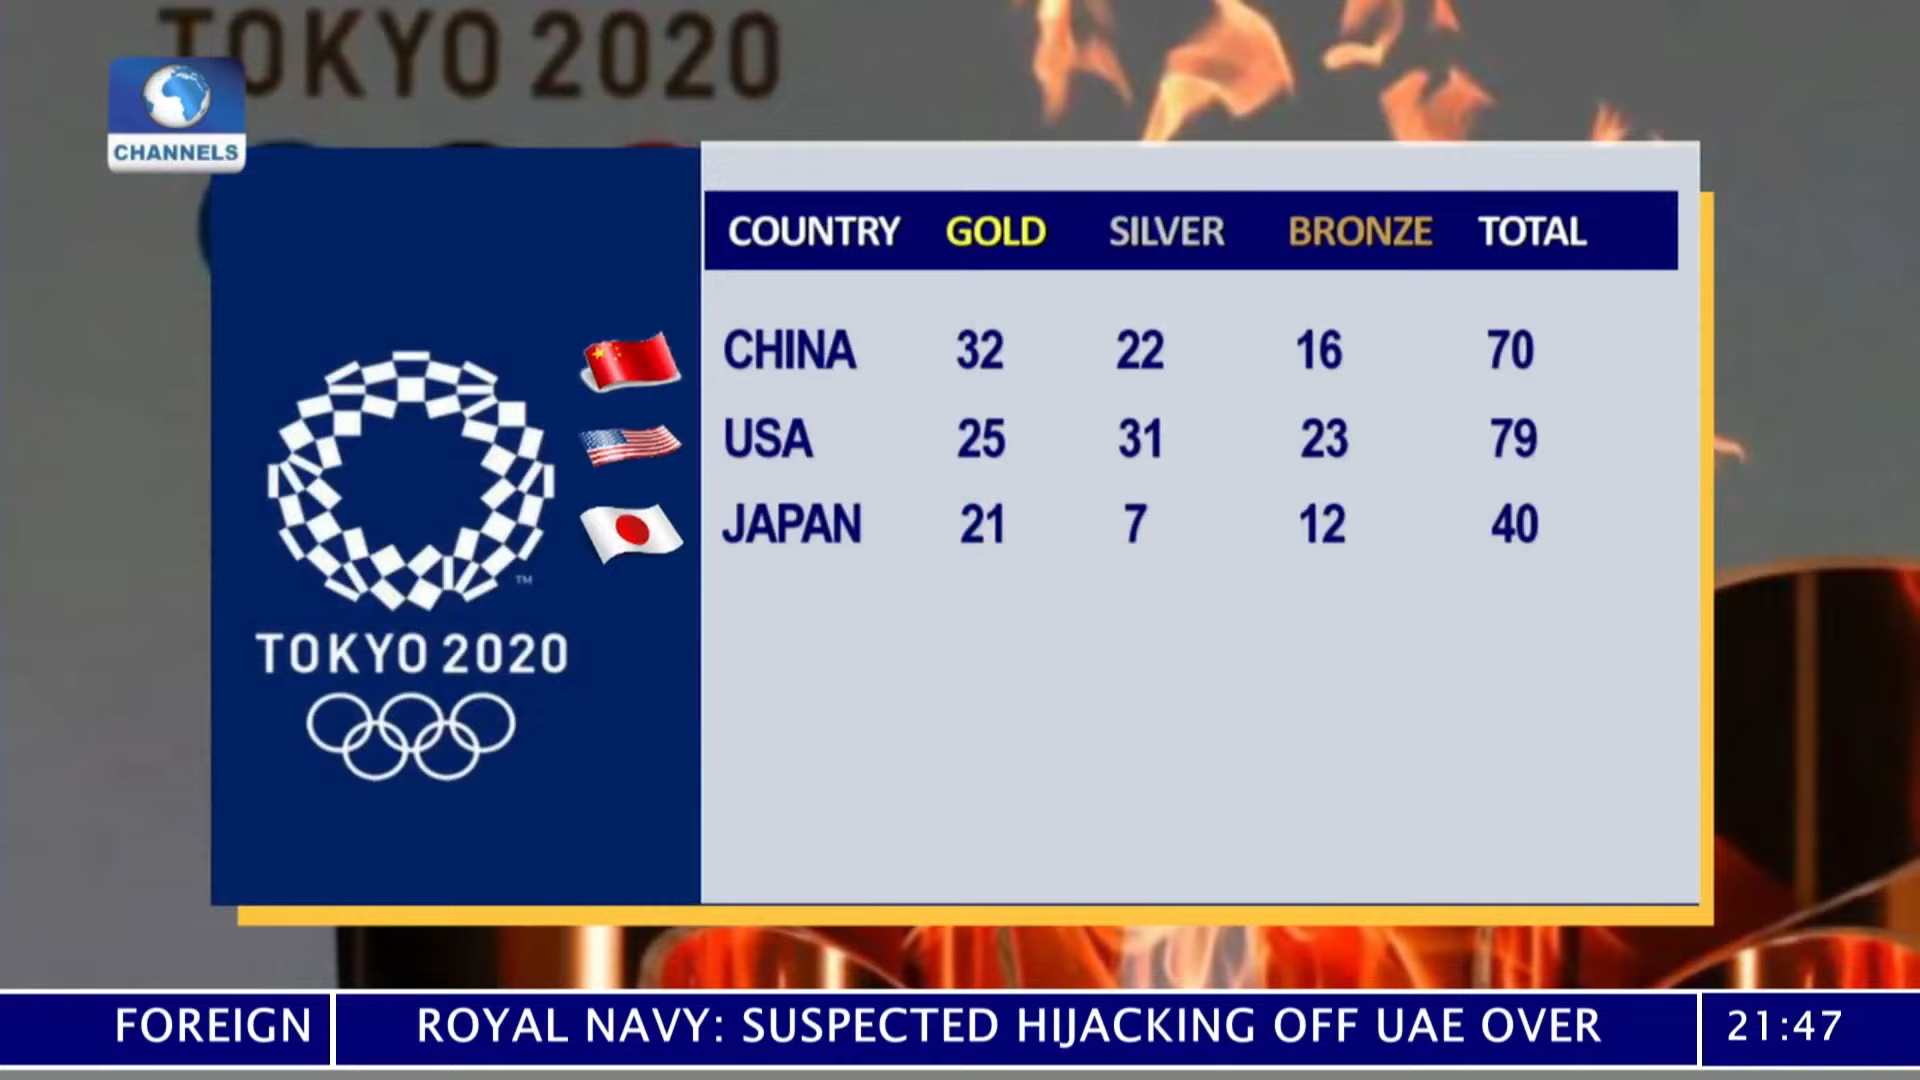 TOKYO 2020
CHANNELS
COUNTRY GOLD SILVER BRONZE TOTAL
CHINA 32 22 16 70
USA 25 31 23 79
JAPAN 21 7 12 40
TM
TOKYO 2020
FOREIGN ROYAL NAVY: SUSPECTED HIJACKING OFF UAE OVER 21:47